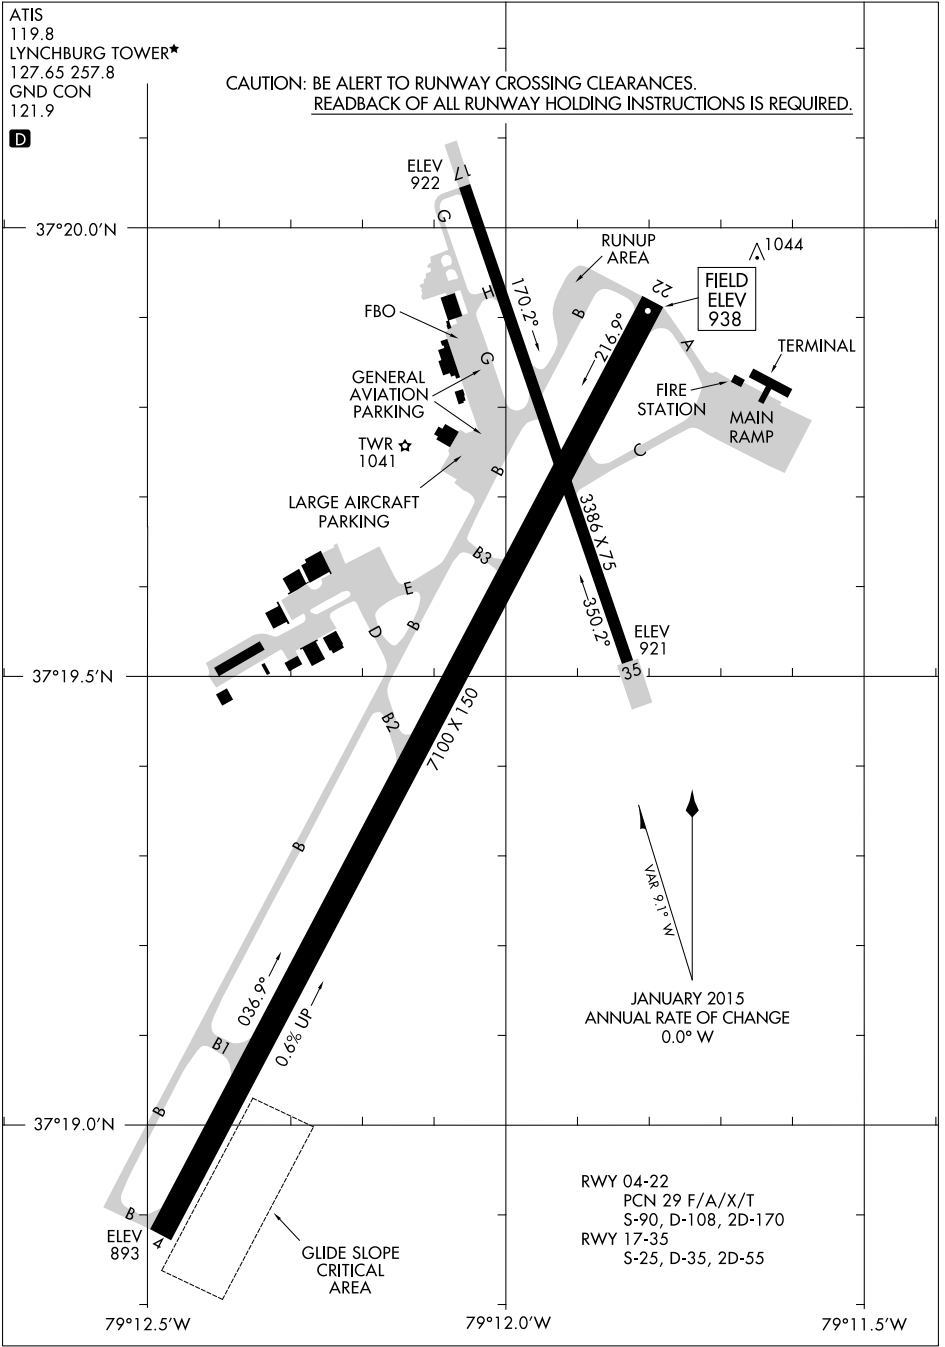 ATIS
119.8
LYNCHBURG TOWER★
127.65 257.8
GND CON
121.9
D
CAUTION: BE ALERT TO RUNWAY CROSSING CLEARANCES.
READBACK OF ALL RUNWAY HOLDING INSTRUCTIONS IS REQUIRED.
ELEV
922
17
G
37°20.0'N
RUNUP
AREA
1044
FIELD
ELEV
938
22
H
170.2°
B
216.9°
A
FBO
G
TERMINAL
GENERAL
AVIATION
PARKING
FIRE
STATION
MAIN
RAMP
TWR
1041
C
B
LARGE AIRCRAFT
PARKING
3386 X 75
B3
E
D
B
350.2°
ELEV
921
35
37°19.5'N
B2
7100 X 150
B
VAR 9.1° W
JANUARY 2015
ANNUAL RATE OF CHANGE
0.0° W
036.9°
0.6% UP
B1
B
37°19.0'N
B
ELEV
893
4
GLIDE SLOPE
CRITICAL
AREA
RWY 04-22
PCN 29 F/A/X/T
S-90, D-108, 2D-170
RWY 17-35
S-25, D-35, 2D-55
79°12.5'W
79°12.0'W
79°11.5'W